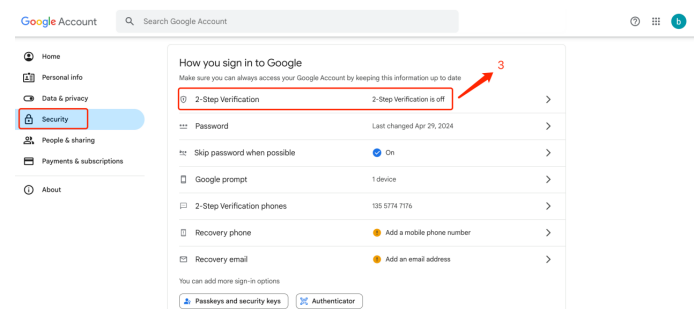 Google Account
Search Google Account
b
Home
Personal info
Data & privacy
Security
People & sharing
Payments & subscriptions
About
How you sign in to Google
3
Make sure you can always access your Google Account by keeping this information up to date
2-Step Verification 2-Step Verification is off
Password Last changed Apr 29, 2024
Skip password when possible On
Google prompt 1 device
2-Step Verification phones 135 5774 7176
Recovery phone Add a mobile phone number
Recovery email Add an email address
You can add more sign-in options
Passkeys and security keys Authenticator